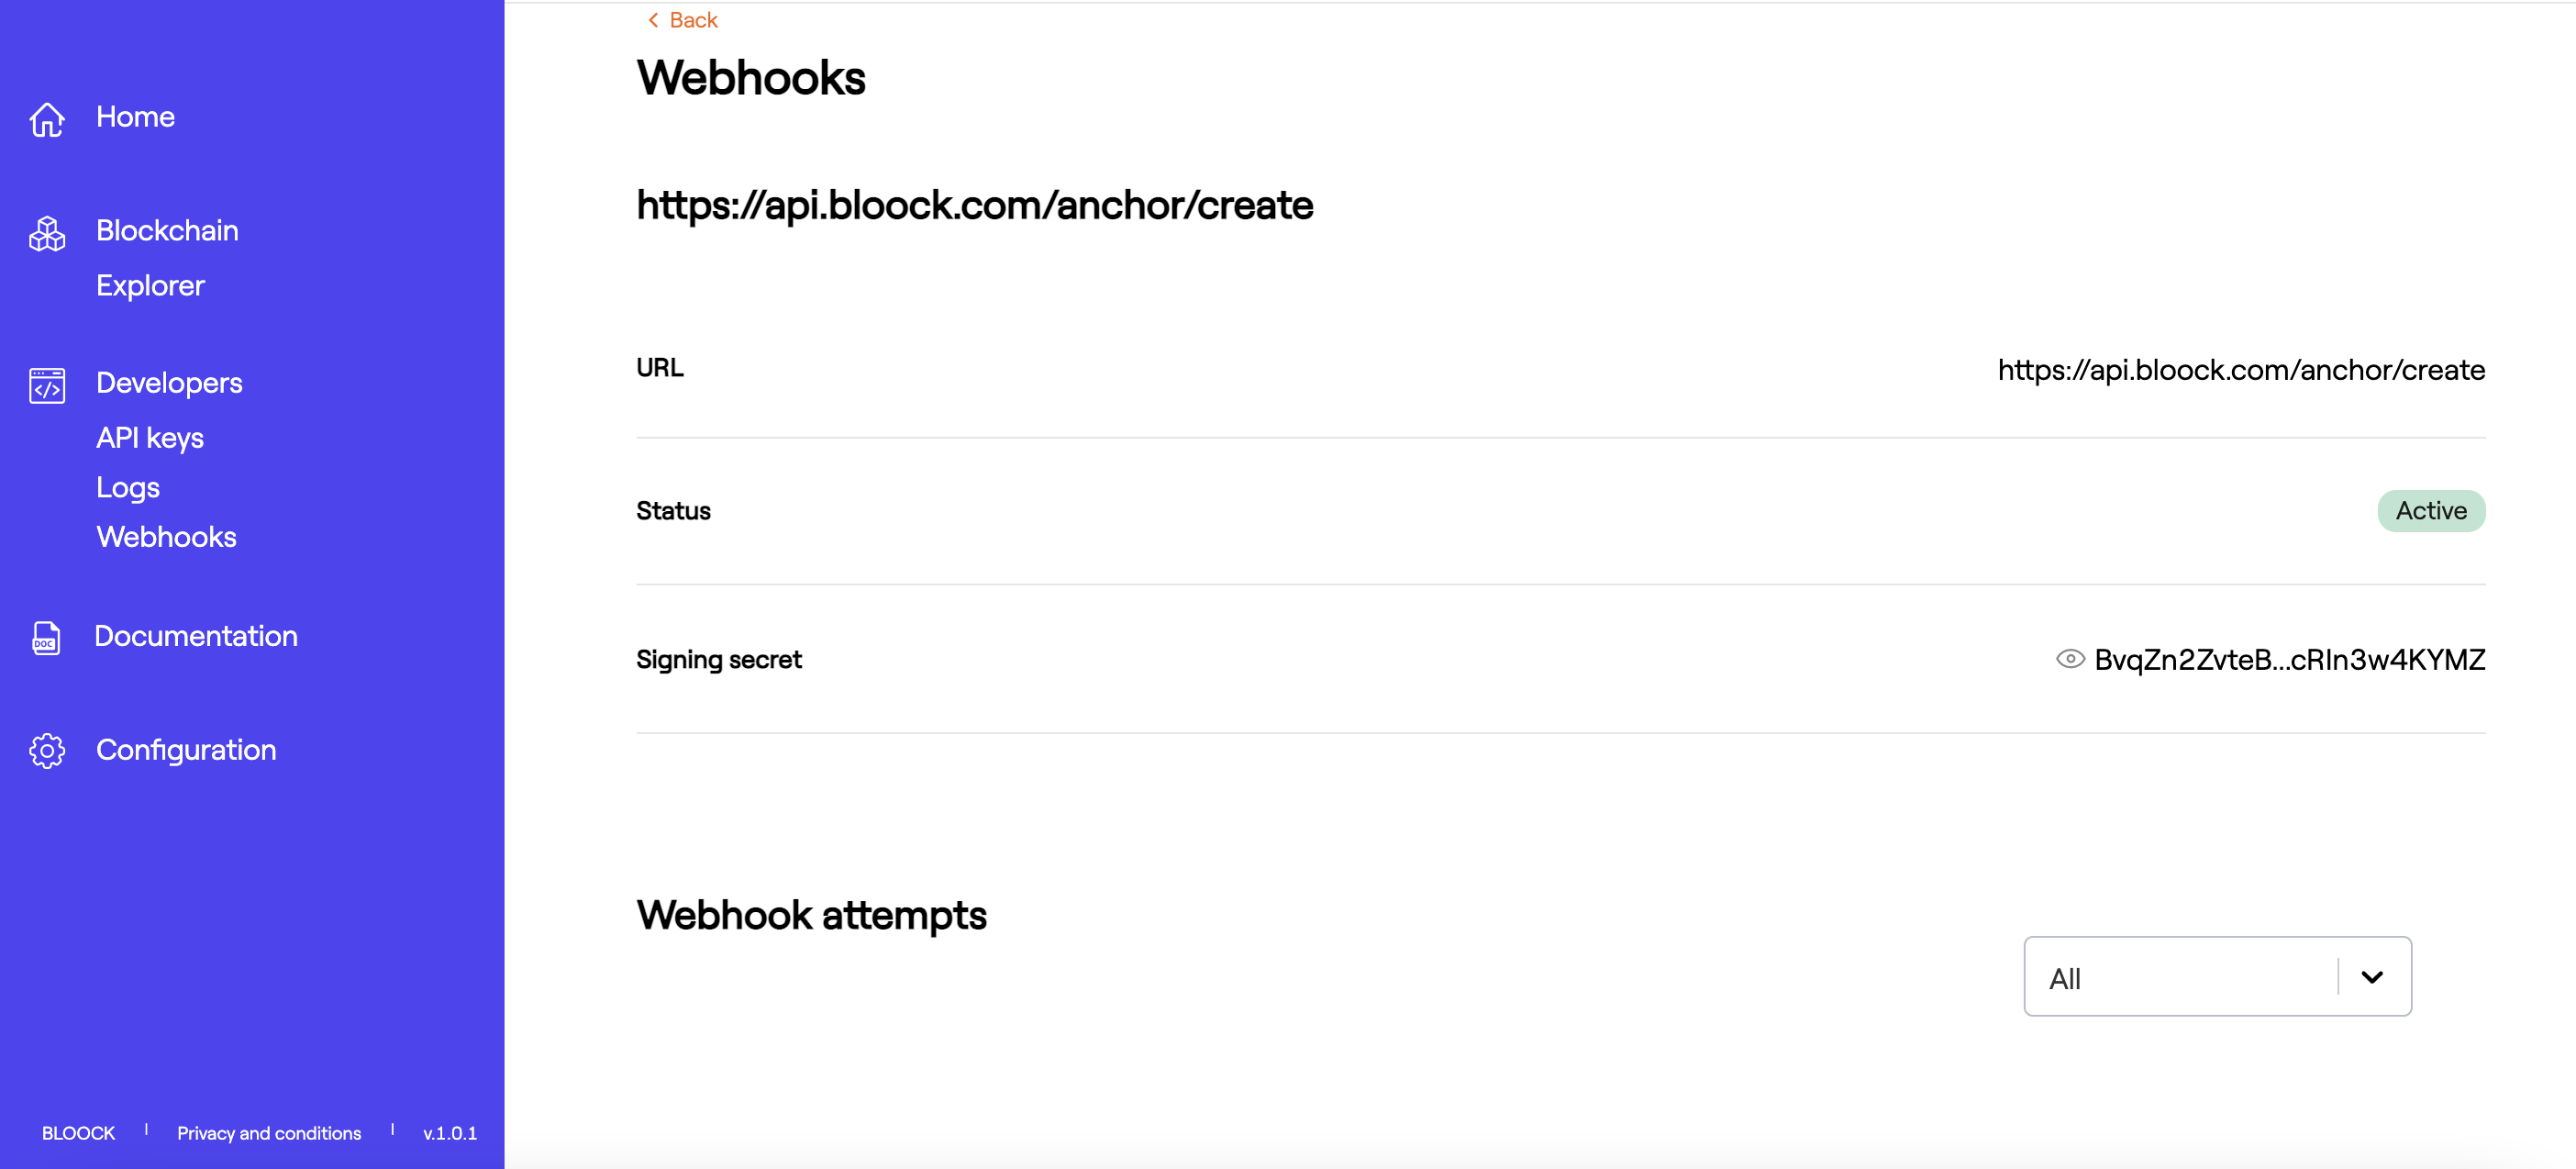 Home
Blockchain
Explorer
Developers
API keys
Logs
Webhooks
DOC
Documentation
Configuration
BLOOCK | Privacy and conditions | v.1.0.1
Back
Webhooks
https://api.bloock.com/anchor/create
URL https://api.bloock.com/anchor/create
Status Active
Signing secret BvqZn2ZvteB...cRIn3w4KYMZ
Webhook attempts
All